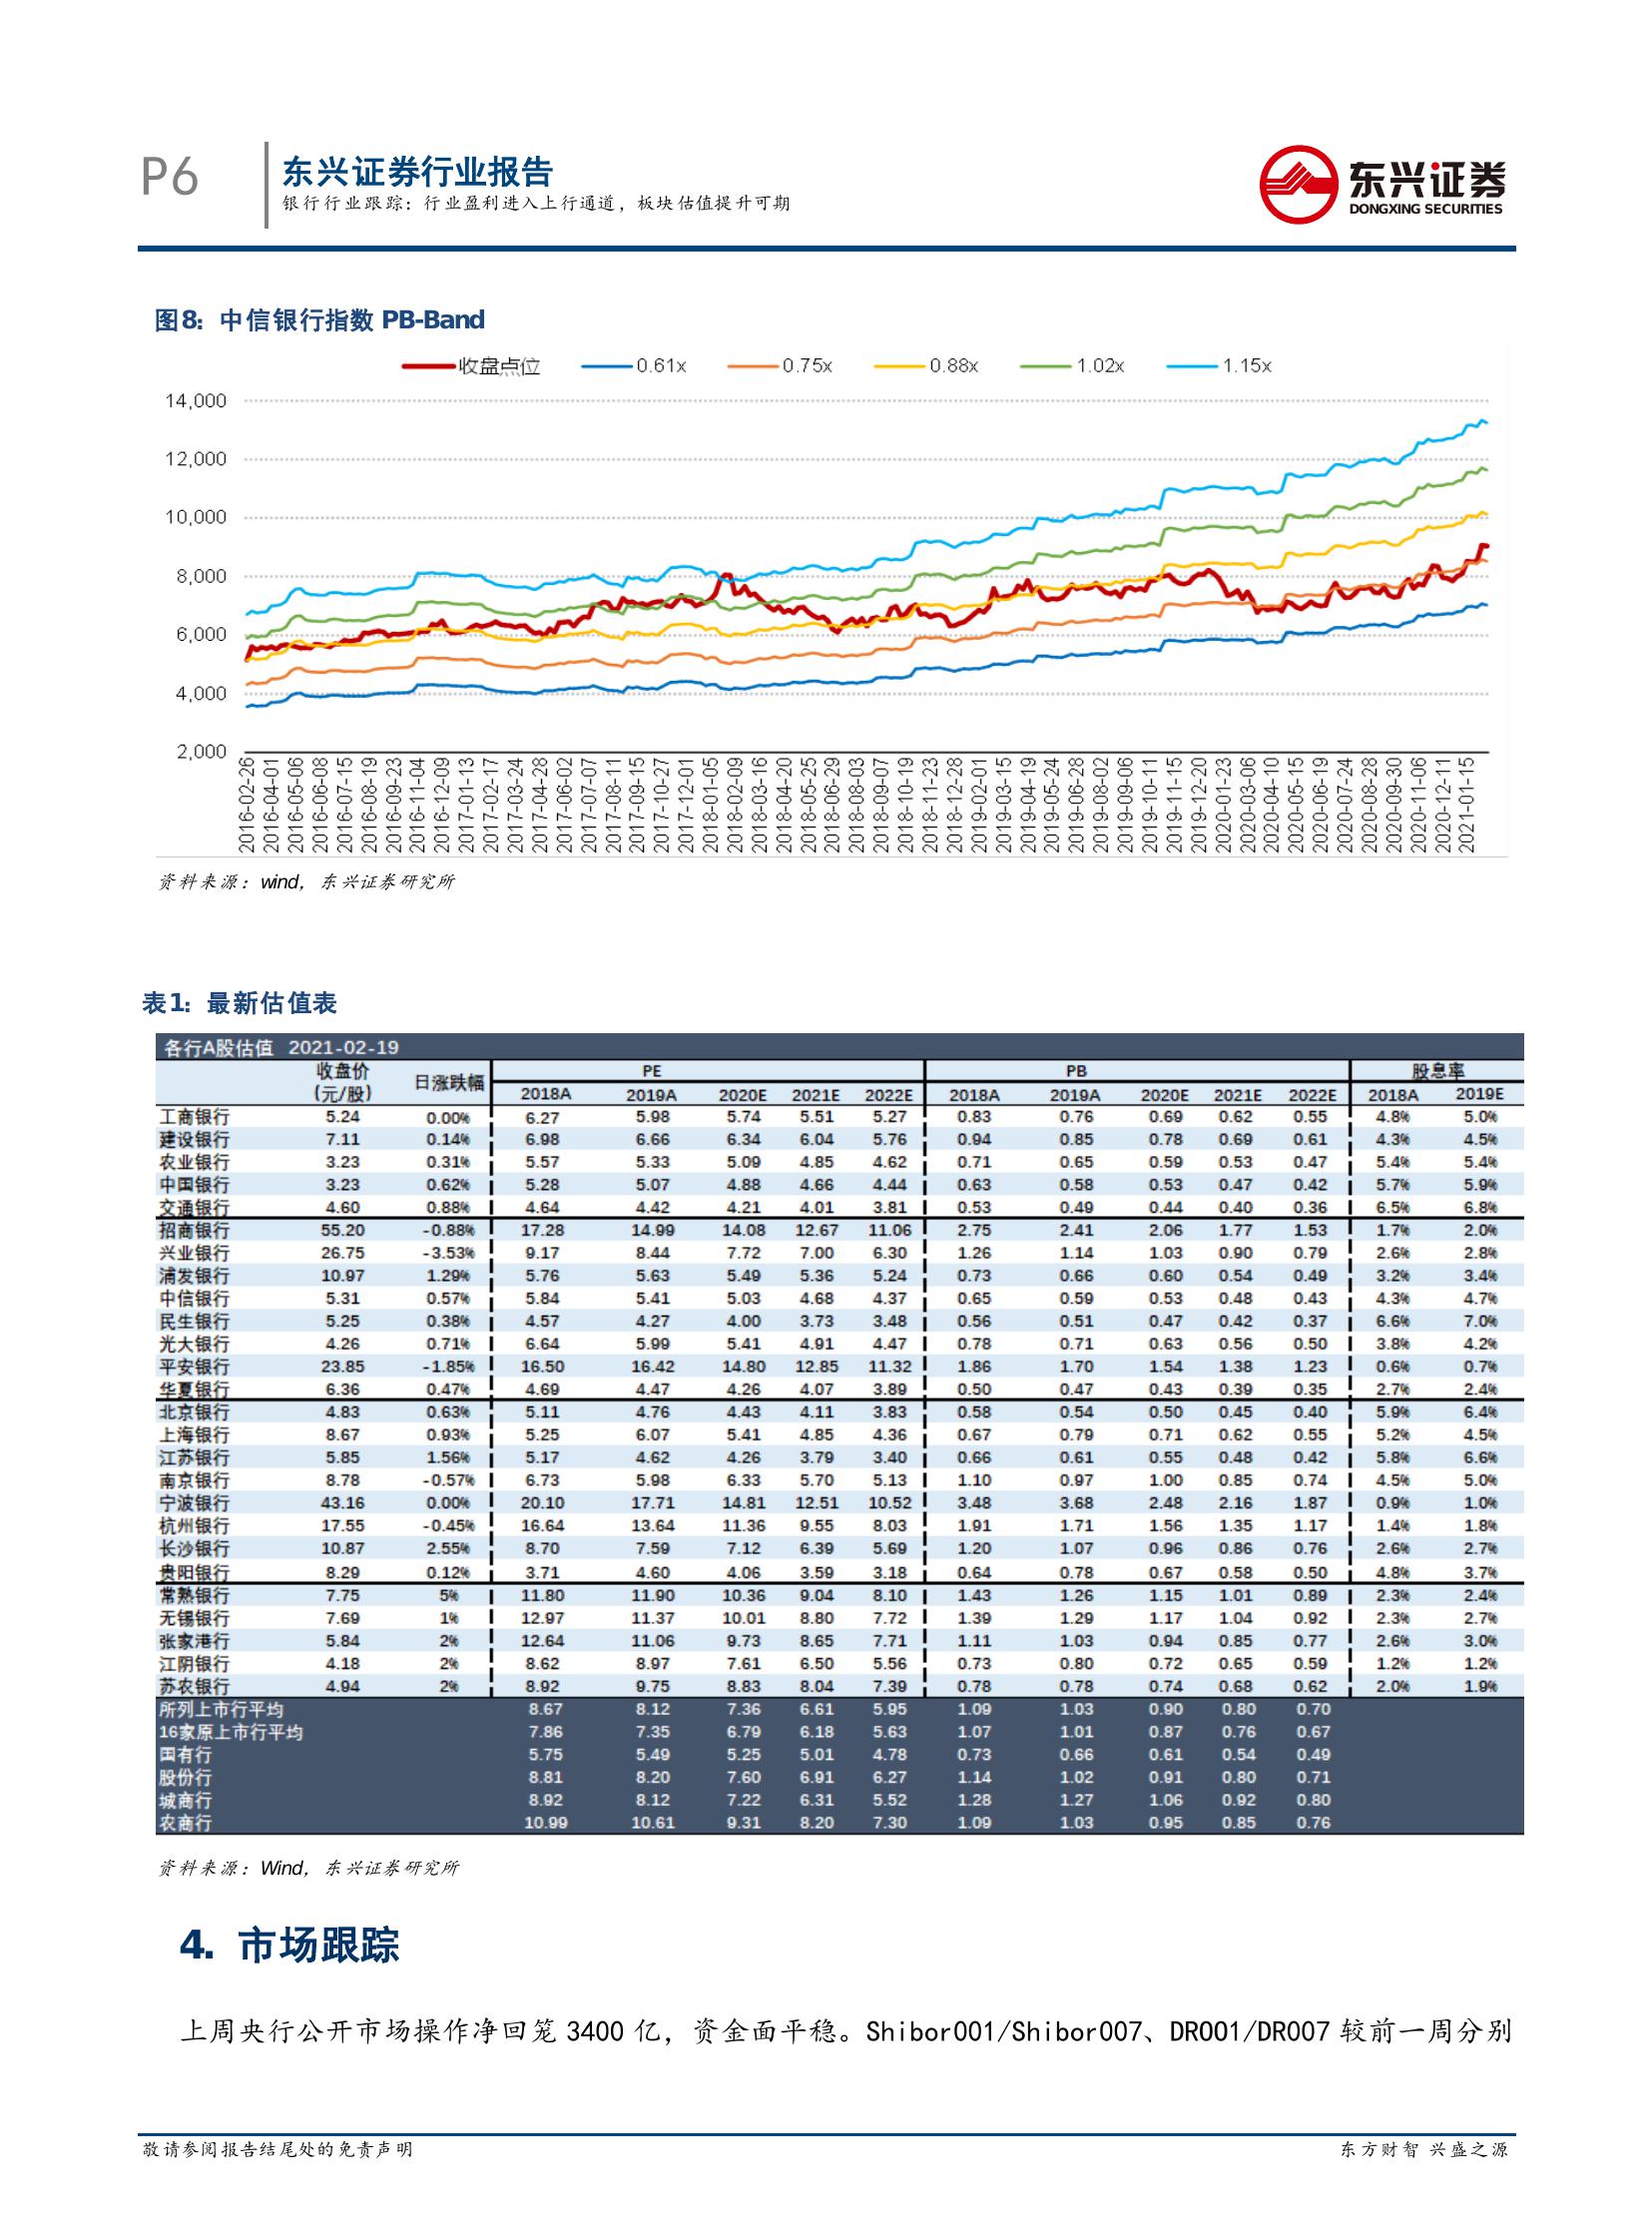 P6
东兴证券行业报告
银行行业跟踪：行业盈利进入上行通道，板块估值提升可期
东兴证券
DONGXING SECURITIES
图8：中信银行指数 PB-Band
收盘点位 0.61x 0.75x 0.88x 1.02x 1.15x
14,000
12,000
10,000
8,000
6,000
4,000
2,000
2016-02-26 2016-04-01 2016-05-06 2016-06-08 2016-07-15 2016-08-19 2016-09-23 2016-11-04 2016-12-09 2017-01-13 2017-02-17 2017-03-24 2017-04-28 2017-06-02 2017-07-07 2017-08-11 2017-09-15 2017-10-27 2017-12-01 2018-01-05 2018-02-09 2018-03-16 2018-04-20 2018-05-25 2018-06-29 2018-08-03 2018-09-07 2018-10-19 2018-11-23 2018-12-28 2019-02-01 2019-03-15 2019-04-19 2019-05-24 2019-06-28 2019-08-02 2019-09-06 2019-10-11 2019-11-15 2019-12-20 2020-01-23 2020-03-06 2020-04-10 2020-05-15 2020-06-19 2020-07-24 2020-08-28 2020-09-30 2020-11-06 2020-12-11 2021-01-15
资料来源：wind，东兴证券研究所
表1：最新估值表
各行A股估值 2021-02-19
收盘价 (元/股) 日涨跌幅 PE PB 股息率
2018A 2019A 2020E 2021E 2022E 2018A 2019A 2020E 2021E 2022E 2018A 2019E
工商银行 5.24 0.00% 6.27 5.98 5.74 5.51 5.27 0.83 0.76 0.69 0.62 0.55 4.8% 5.0%
建设银行 7.11 0.14% 6.98 6.66 6.34 6.04 5.76 0.94 0.85 0.78 0.69 0.61 4.3% 4.5%
农业银行 3.23 0.31% 5.57 5.33 5.09 4.85 4.62 0.71 0.65 0.59 0.53 0.47 5.4% 5.4%
中国银行 3.23 0.62% 5.28 5.07 4.88 4.66 4.44 0.63 0.58 0.53 0.47 0.42 5.7% 5.9%
交通银行 4.60 0.88% 4.64 4.42 4.21 4.01 3.81 0.53 0.49 0.44 0.40 0.36 6.5% 6.8%
招商银行 55.20 -0.88% 17.28 14.99 14.08 12.67 11.06 2.75 2.41 2.06 1.77 1.53 1.7% 2.0%
兴业银行 26.75 -3.53% 9.17 8.44 7.72 7.00 6.30 1.26 1.14 1.03 0.90 0.79 2.6% 2.8%
浦发银行 10.97 1.29% 5.76 5.63 5.49 5.36 5.24 0.73 0.66 0.60 0.54 0.49 3.2% 3.4%
中信银行 5.31 0.57% 5.84 5.41 5.03 4.68 4.37 0.65 0.59 0.53 0.48 0.43 4.3% 4.7%
民生银行 5.25 0.38% 4.57 4.27 4.00 3.73 3.48 0.56 0.51 0.47 0.42 0.37 6.6% 7.0%
光大银行 4.26 0.71% 6.64 5.99 5.41 4.91 4.47 0.78 0.71 0.63 0.56 0.50 3.8% 4.2%
平安银行 23.85 -1.85% 16.50 16.42 14.80 12.85 11.32 1.86 1.70 1.54 1.38 1.23 0.6% 0.7%
华夏银行 6.36 0.47% 4.69 4.47 4.26 4.07 3.89 0.50 0.47 0.43 0.39 0.35 2.7% 2.4%
北京银行 4.83 0.63% 5.11 4.76 4.43 4.11 3.83 0.58 0.54 0.50 0.45 0.40 5.9% 6.4%
上海银行 8.67 0.93% 5.25 6.07 5.41 4.85 4.36 0.67 0.79 0.71 0.62 0.55 5.2% 4.5%
江苏银行 5.85 1.56% 5.17 4.62 4.26 3.79 3.40 0.66 0.61 0.55 0.48 0.42 5.8% 6.6%
南京银行 8.78 -0.57% 6.73 5.98 6.33 5.70 5.13 1.10 0.97 1.00 0.85 0.74 4.5% 5.0%
宁波银行 43.16 0.00% 20.10 17.71 14.81 12.51 10.52 3.48 3.68 2.48 2.16 1.87 0.9% 1.0%
杭州银行 17.55 -0.45% 16.64 13.64 11.36 9.55 8.03 1.91 1.71 1.56 1.35 1.17 1.4% 1.8%
长沙银行 10.87 2.55% 8.70 7.59 7.12 6.39 5.69 1.20 1.07 0.96 0.86 0.76 2.6% 2.7%
贵阳银行 8.29 0.12% 3.71 4.60 4.06 3.59 3.18 0.64 0.78 0.67 0.58 0.50 4.8% 3.7%
常熟银行 7.75 5% 11.80 11.90 10.36 9.04 8.10 1.43 1.26 1.15 1.01 0.89 2.3% 2.4%
无锡银行 7.69 1% 12.97 11.37 10.01 8.80 7.72 1.39 1.29 1.17 1.04 0.92 2.3% 2.7%
张家港行 5.84 2% 12.64 11.06 9.73 8.65 7.71 1.11 1.03 0.94 0.85 0.77 2.6% 3.0%
江阴银行 4.18 2% 8.62 8.97 7.61 6.50 5.56 0.73 0.80 0.72 0.65 0.59 1.2% 1.2%
苏农银行 4.94 2% 8.92 9.75 8.83 8.04 7.39 0.78 0.78 0.74 0.68 0.62 2.0% 1.9%
所列上市行平均 8.67 8.12 7.36 6.61 5.95 1.09 1.03 0.90 0.80 0.70
16家原上市行平均 7.86 7.35 6.79 6.18 5.63 1.07 1.01 0.87 0.76 0.67
国有行 5.75 5.49 5.25 5.01 4.78 0.73 0.66 0.61 0.54 0.49
股份行 8.81 8.20 7.60 6.91 6.27 1.14 1.02 0.91 0.80 0.71
城商行 8.92 8.12 7.22 6.31 5.52 1.28 1.27 1.06 0.92 0.80
农商行 10.99 10.61 9.31 8.20 7.30 1.09 1.03 0.95 0.85 0.76
资料来源：Wind，东兴证券研究所
4. 市场跟踪
上周央行公开市场操作净回笼 3400 亿，资金面平稳。Shibor001/Shibor007、DR001/DR007 较前一周分别
敬请参阅报告结尾处的免责声明
东方财智 兴盛之源